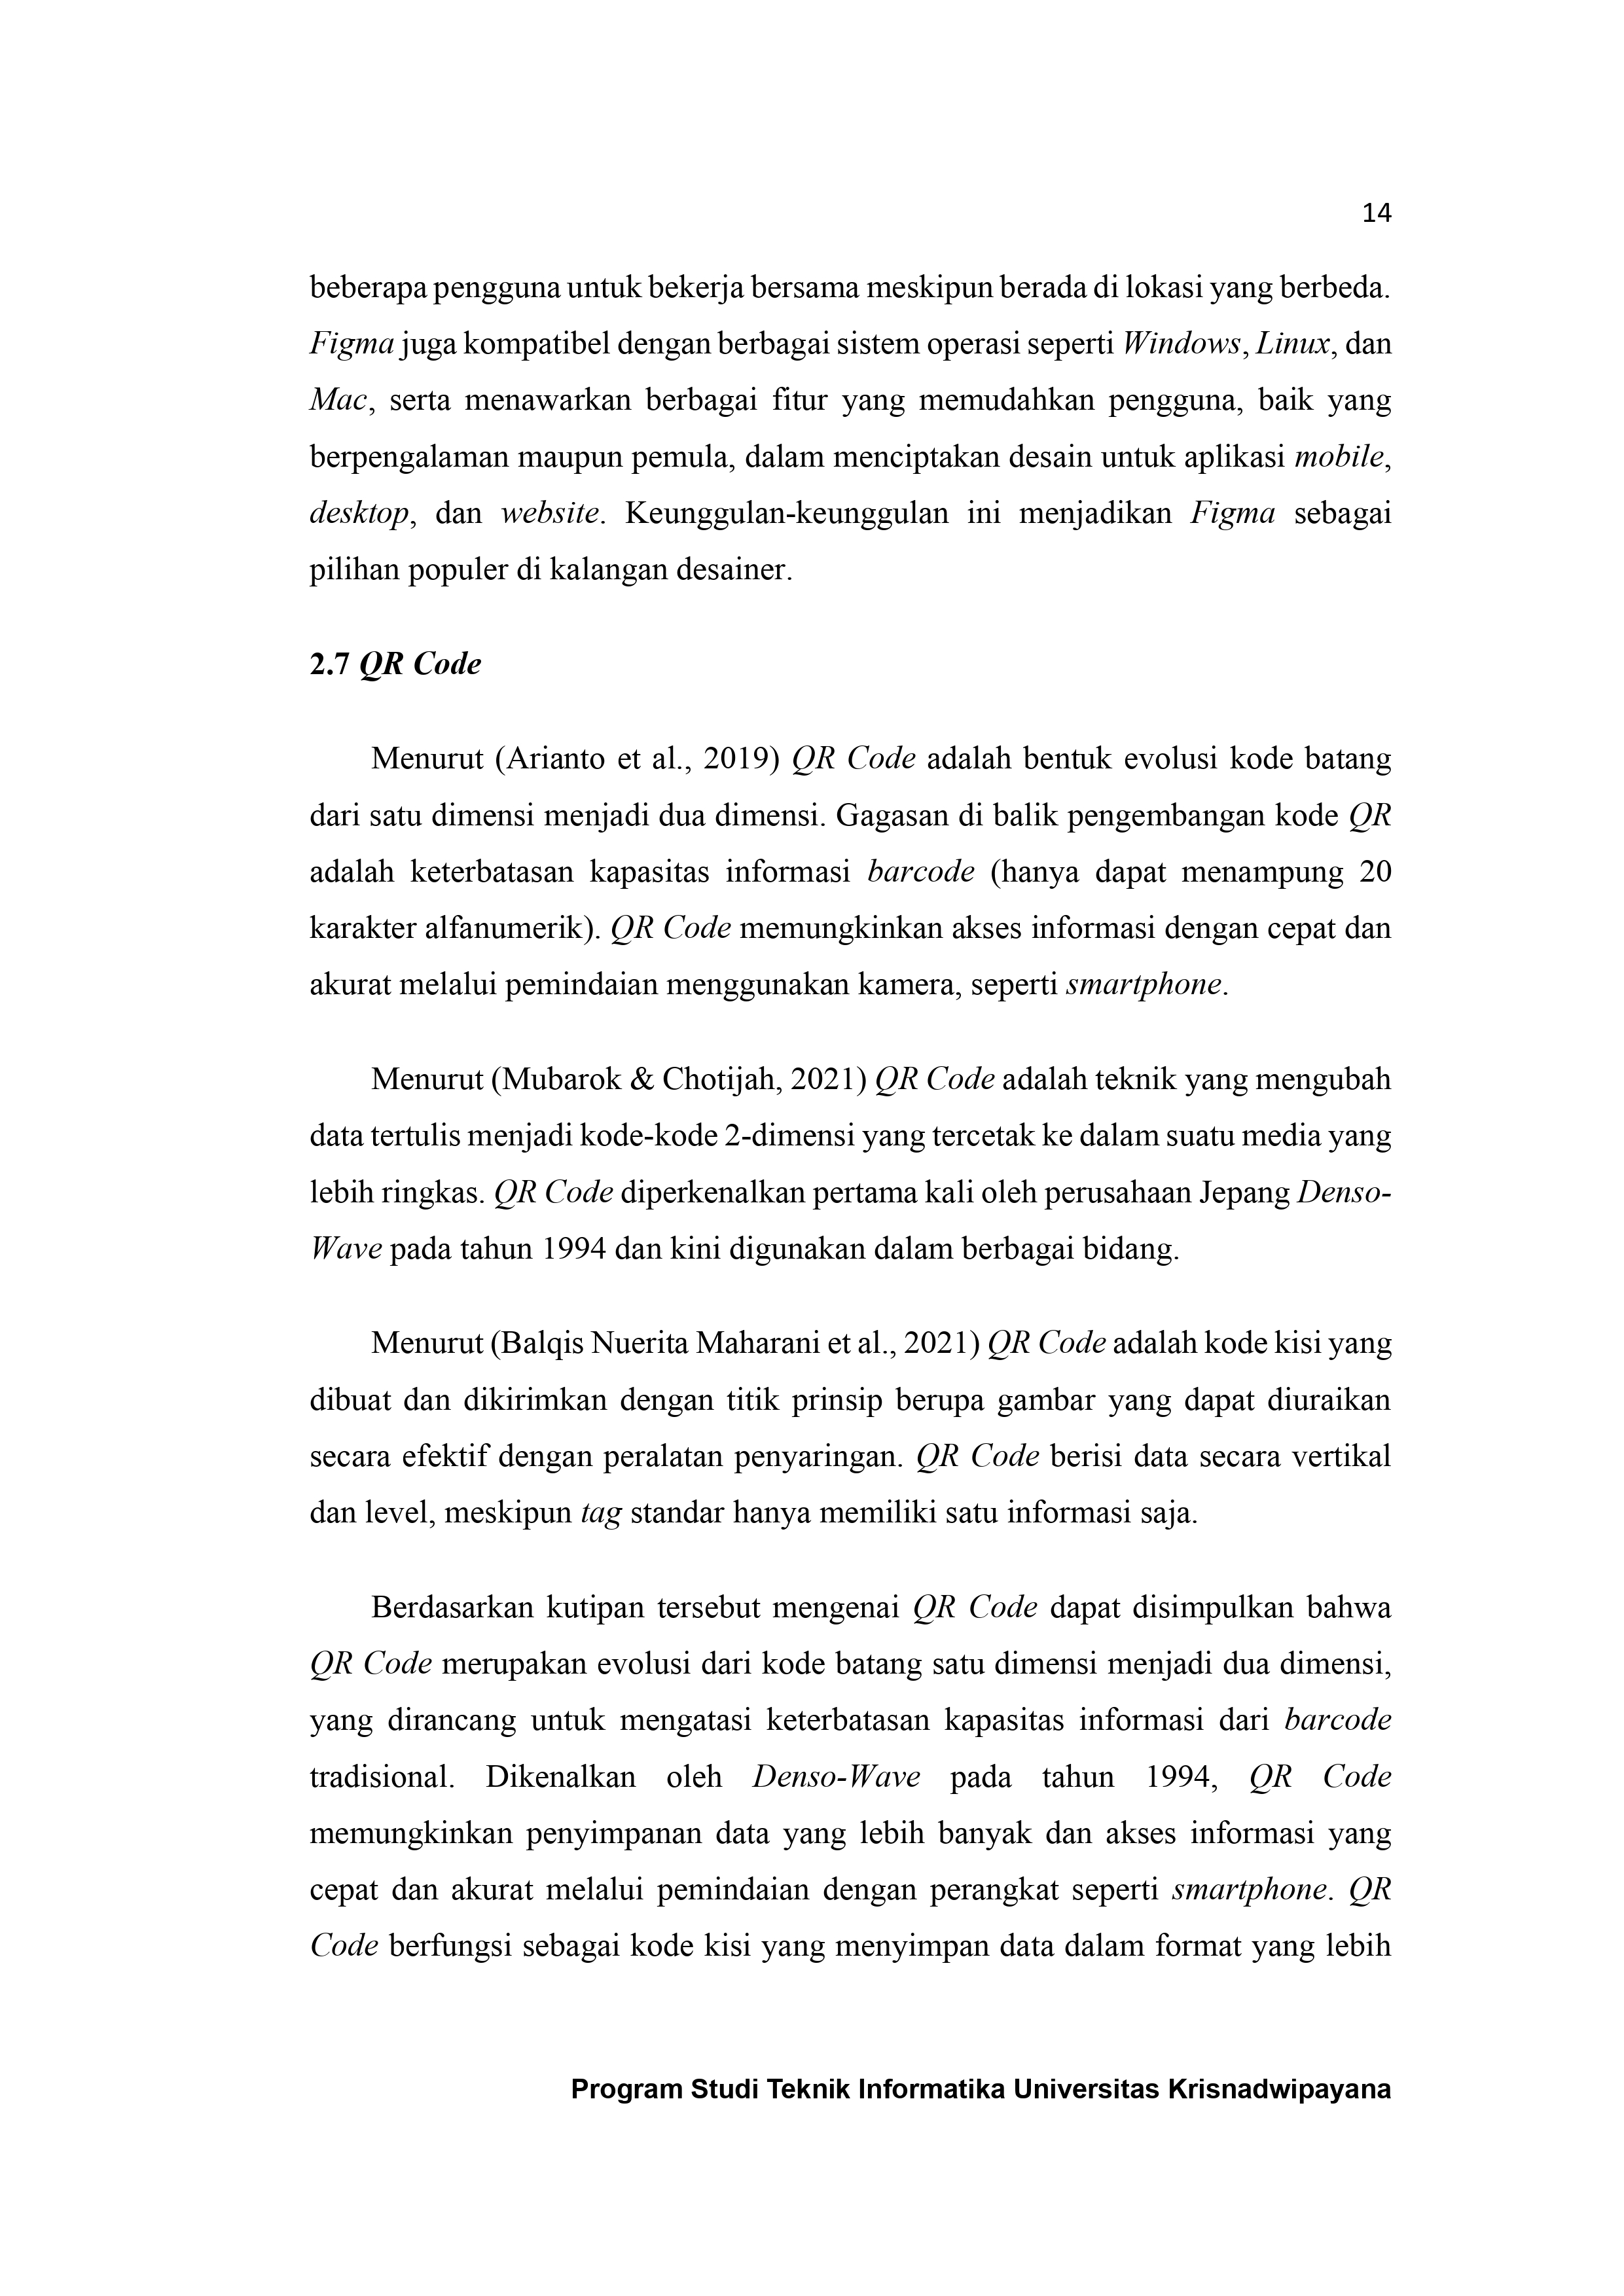 14
beberapa pengguna untuk bekerja bersama meskipun berada di lokasi yang berbeda.
Figma juga kompatibel dengan berbagai sistem operasi seperti Windows, Linux, dan
Mac, serta menawarkan berbagai fitur yang memudahkan pengguna, baik yang
berpengalaman maupun pemula, dalam menciptakan desain untuk aplikasi mobile,
desktop, dan website. Keunggulan-keunggulan ini menjadikan Figma sebagai
pilihan populer di kalangan desainer.
2.7 QR Code
Menurut (Arianto et al., 2019) QR Code adalah bentuk evolusi kode batang
dari satu dimensi menjadi dua dimensi. Gagasan di balik pengembangan kode QR
adalah keterbatasan kapasitas informasi barcode (hanya dapat menampung 20
karakter alfanumerik). QR Code memungkinkan akses informasi dengan cepat dan
akurat melalui pemindaian menggunakan kamera, seperti smartphone.
Menurut (Mubarok & Chotijah, 2021) QR Code adalah teknik yang mengubah
data tertulis menjadi kode-kode 2-dimensi yang tercetak ke dalam suatu media yang
lebih ringkas. QR Code diperkenalkan pertama kali oleh perusahaan Jepang Denso-
Wave pada tahun 1994 dan kini digunakan dalam berbagai bidang.
Menurut (Balqis Nuerita Maharani et al., 2021) QR Code adalah kode kisi yang
dibuat dan dikirimkan dengan titik prinsip berupa gambar yang dapat diuraikan
secara efektif dengan peralatan penyaringan. QR Code berisi data secara vertikal
dan level, meskipun tag standar hanya memiliki satu informasi saja.
Berdasarkan kutipan tersebut mengenai QR Code dapat disimpulkan bahwa
QR Code merupakan evolusi dari kode batang satu dimensi menjadi dua dimensi,
yang dirancang untuk mengatasi keterbatasan kapasitas informasi dari barcode
tradisional. Dikenalkan oleh Denso-Wave pada tahun 1994, QR Code
memungkinkan penyimpanan data yang lebih banyak dan akses informasi yang
cepat dan akurat melalui pemindaian dengan perangkat seperti smartphone. QR
Code berfungsi sebagai kode kisi yang menyimpan data dalam format yang lebih
Program Studi Teknik Informatika Universitas Krisnadwipayana